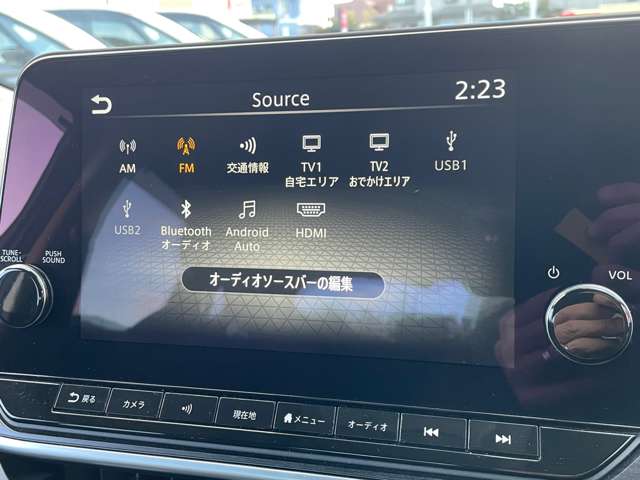 Source
2:23
AM
FM
交通情報
TV1
自宅エリア
TV2
おでかけエリア
USB1
USB2
Bluetooth
オーディオ
Android
Auto
HDMI
オーディオソースバーの編集
TUNE·
SCROLL
PUSH
SOUND
VOL
戻る
カメラ
現在地
メニュー
オーディオ